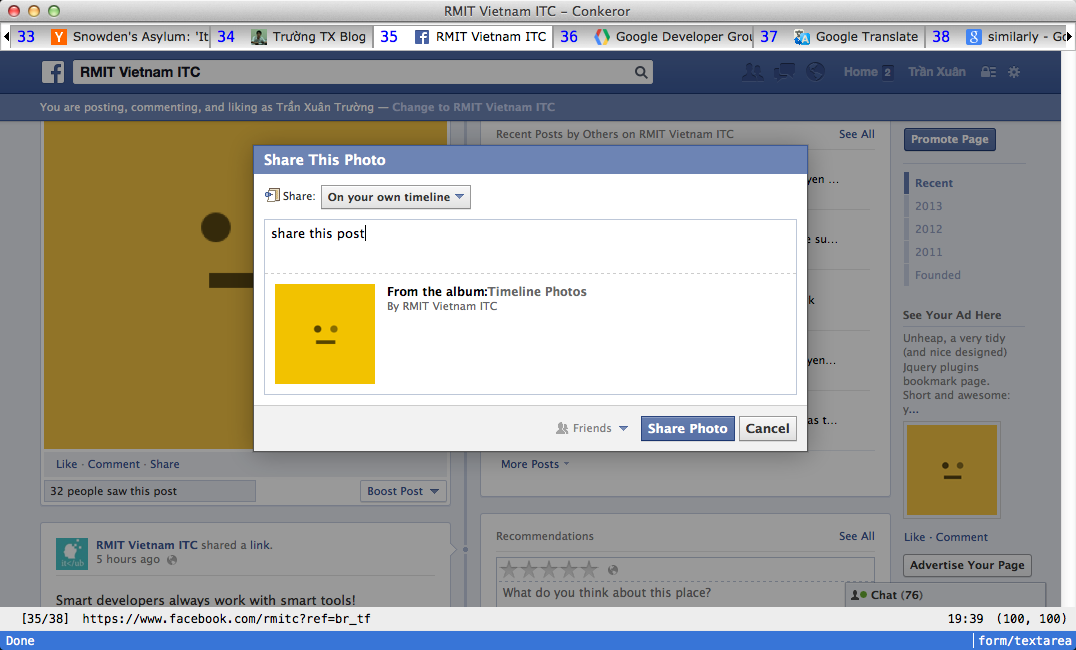 RMIT Vietnam ITC – Conkeror
33 Snowden's Asylum: 'It 34 Trường TX Blog 35 RMIT Vietnam ITC 36 Google Developer Grou 37 Google Translate 38 similarly - Go
RMIT Vietnam ITC
Home 2 Trần Xuân
You are posting, commenting, and liking as Trần Xuân Trường — Change to RMIT Vietnam ITC
Recent Posts by Others on RMIT Vietnam ITC See All
Promote Page
Share This Photo
Share: On your own timeline
share this post
From the album:Timeline Photos
By RMIT Vietnam ITC
Friends Share Photo Cancel
yen ...
e su...
k
yen...
as t...
More Posts
Recent
2013
2012
2011
Founded
See Your Ad Here
Unheap, a very tidy
(and nice designed)
Jquery plugins
bookmark page.
Short and awesome:
y...
Like · Comment
Advertise Your Page
Like · Comment · Share
32 people saw this post Boost Post
it</ub
RMIT Vietnam ITC shared a link.
5 hours ago
Smart developers always work with smart tools!
Recommendations See All
What do you think about this place?
Chat (76)
[35/38] https://www.facebook.com/rmitc?ref=br_tf 19:39 (100, 100)
Done form/textarea